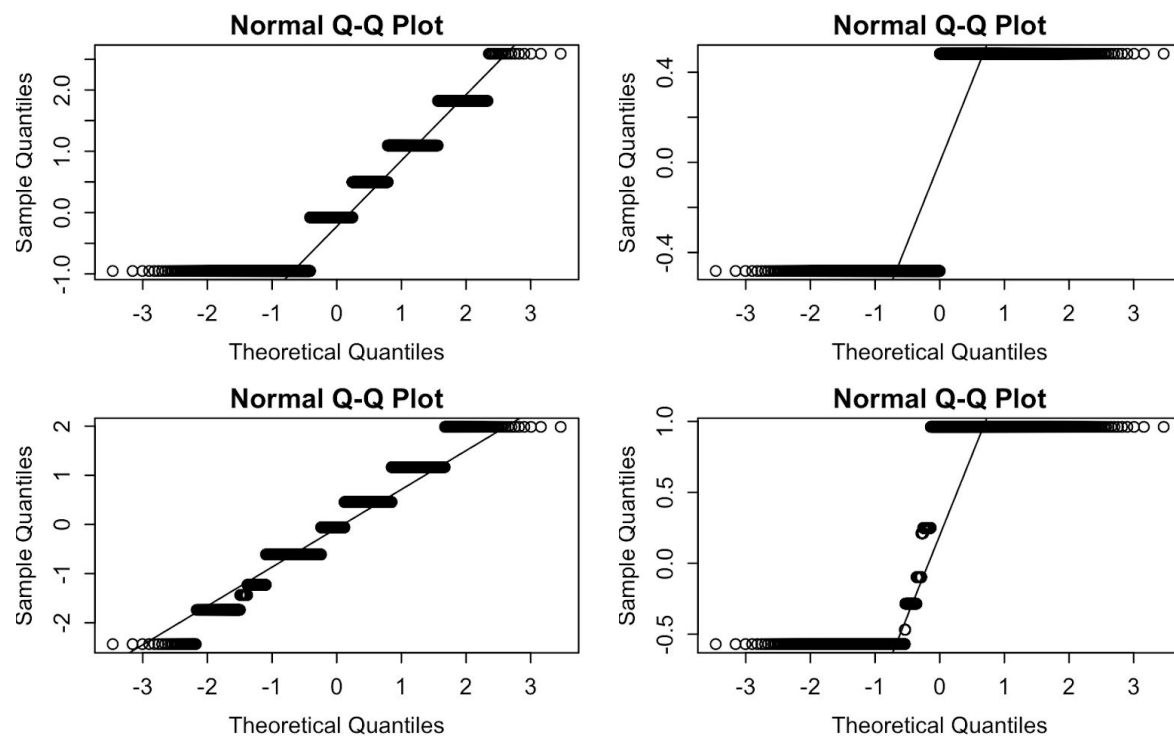 Normal Q-Q Plot
Sample Quantiles
2.0
1.0
0.0
-1.0
-3 -2 -1 0 1 2 3
Theoretical Quantiles
Normal Q-Q Plot
Sample Quantiles
0.4
0.0
-0.4
-3 -2 -1 0 1 2 3
Theoretical Quantiles
Normal Q-Q Plot
Sample Quantiles
2
1
0
-1
-2
-3 -2 -1 0 1 2 3
Theoretical Quantiles
Normal Q-Q Plot
Sample Quantiles
1.0
0.5
0.0
-0.5
-3 -2 -1 0 1 2 3
Theoretical Quantiles